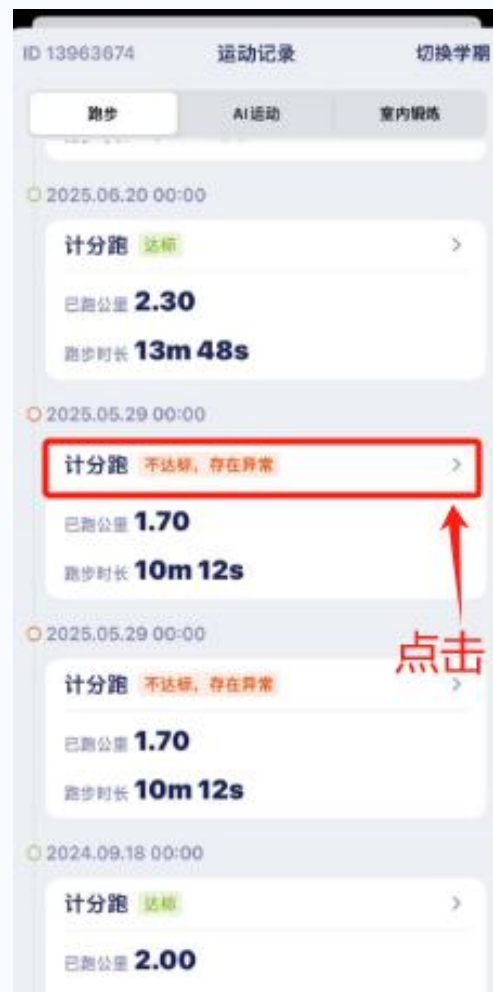 ID 13963674 运动记录 切换学期
跑步 AI运动 室内锻炼
2025.06.20 00:00
计分跑 达标
已跑公里 2.30
跑步时长 13m 48s
2025.05.29 00:00
计分跑 不达标，存在异常
已跑公里 1.70
跑步时长 10m 12s
2025.05.29 00:00
点击
计分跑 不达标，存在异常
已跑公里 1.70
跑步时长 10m 12s
2024.09.18 00:00
计分跑 达标
已跑公里 2.00